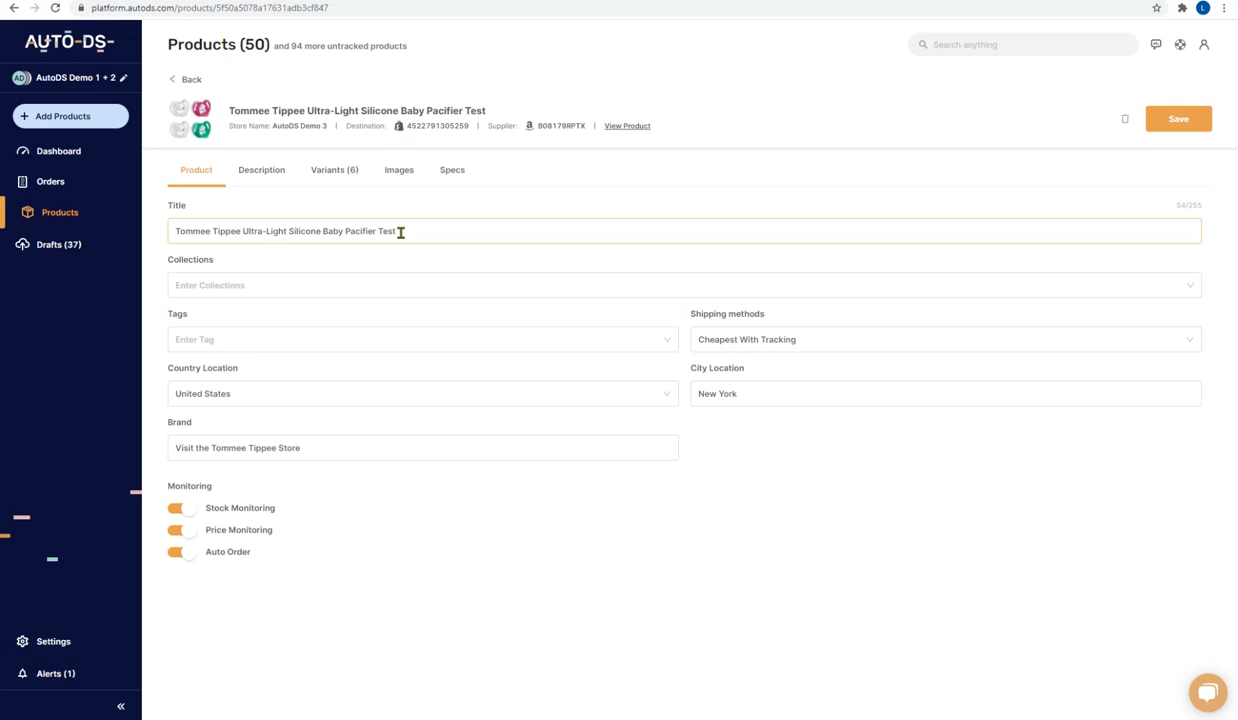 platform.autods.com/products/5f50a5078a17631adb3cf847
L
AUTO-DS-
AD AutoDS Demo 1 + 2
+ Add Products
Dashboard
Orders
Products
Drafts (37)
Settings
Alerts (1)
«
Products (50) and 94 more untracked products
Search anything
Back
Tommee Tippee Ultra-Light Silicone Baby Pacifier Test
Store Name: AutoDS Demo 3 | Destination: 4522791305259 | Supplier: B08179RPTX | View Product
Save
Product Description Variants (6) Images Specs
Title 54/255
Tommee Tippee Ultra-Light Silicone Baby Pacifier Test
Collections
Enter Collections
Tags Shipping methods
Enter Tag Cheapest With Tracking
Country Location City Location
United States New York
Brand
Visit the Tommee Tippee Store
Monitoring
Stock Monitoring
Price Monitoring
Auto Order